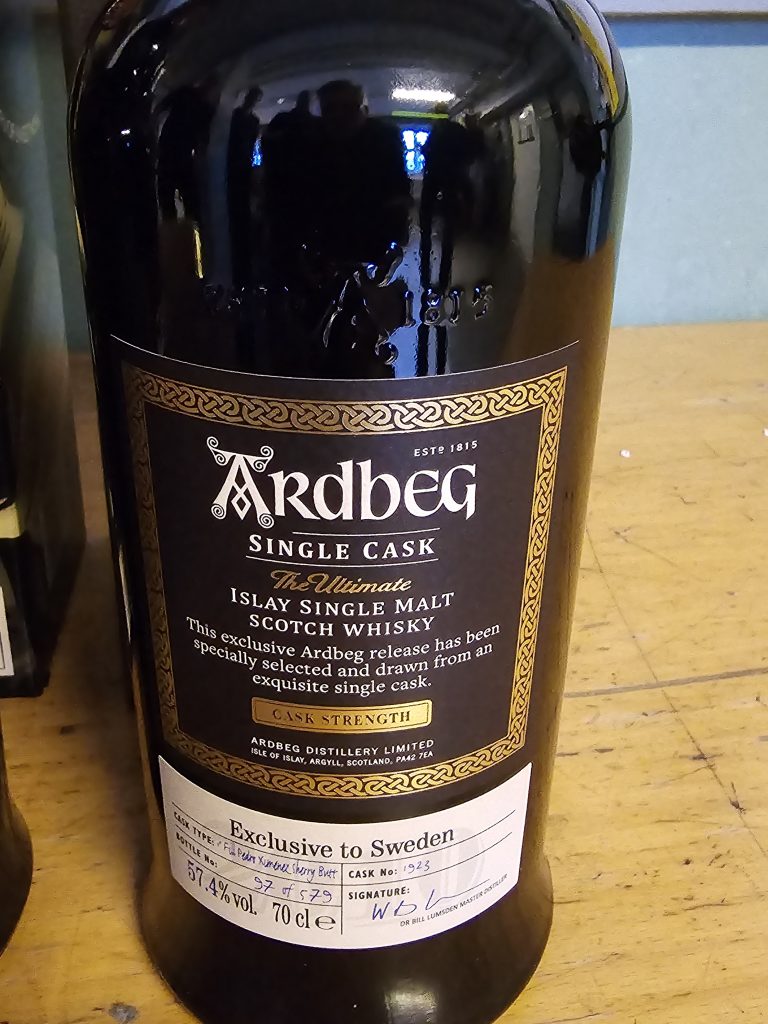 1815
ESTD 1815
ARDBEG
SINGLE CASK
The Ultimate
ISLAY SINGLE MALT
SCOTCH WHISKY
This exclusive Ardbeg release has been
specially selected and drawn from an
exquisite single cask.
CASK STRENGTH
ARDBEG DISTILLERY LIMITED
ISLE OF ISLAY, ARGYLL, SCOTLAND, PA42 7EA
Exclusive to Sweden
CASK TYPE: Fill Pedro Ximenez Sherry Butt
BOTTLE No: 97 of 579
CASK No: 1923
57.4% vol. 70 cl e
SIGNATURE:
DR BILL LUMSDEN MASTER DISTILLER